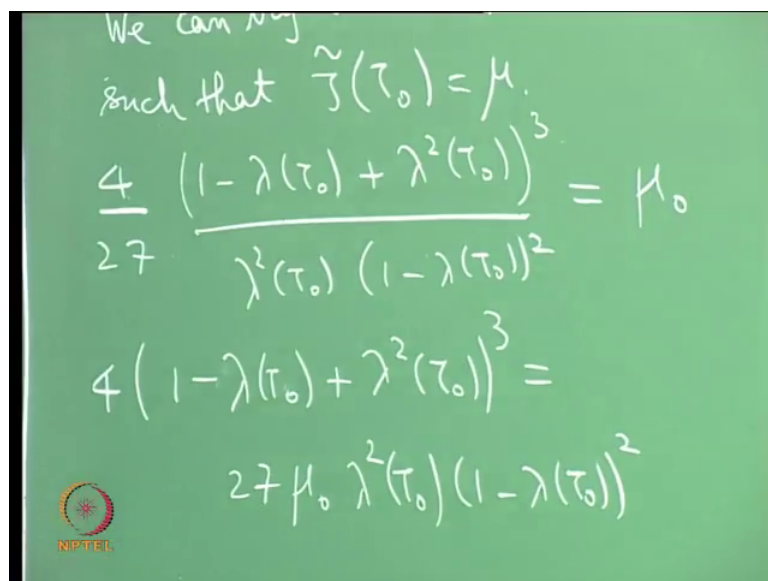 We can
such that J̃(τ₀) = μ.
4/27 (1 − λ(τ₀) + λ²(τ₀))³ / λ²(τ₀) (1 − λ(τ₀))² = μ₀
4(1 − λ(τ₀) + λ²(τ₀))³ =
27 μ₀ λ²(τ₀) (1 − λ(τ₀))²
NPTEL